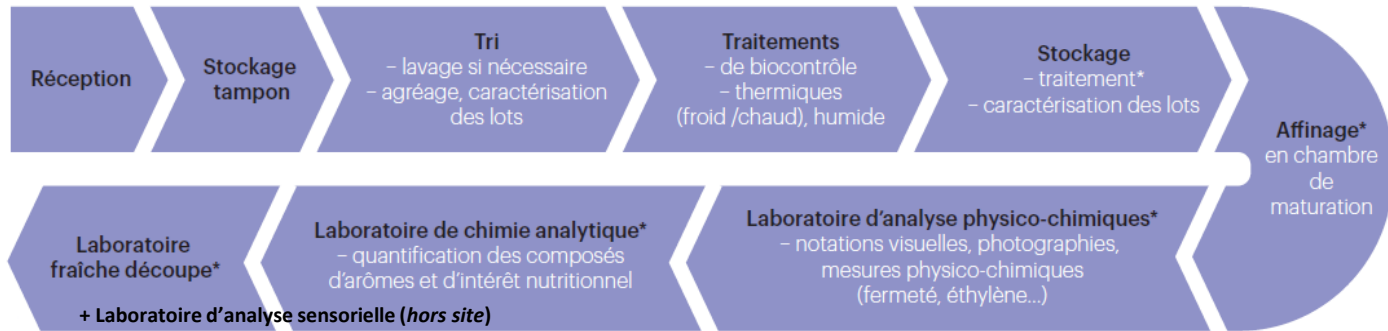 Réception
Stockage
tampon
Tri
– lavage si nécessaire
– agréage, caractérisation
des lots
Traitements
– de biocontrôle
– thermiques
(froid /chaud), humide
Stockage
– traitement*
– caractérisation des lots
Affinage*
en chambre
de
maturation
Laboratoire d'analyse physico-chimiques*
– notations visuelles, photographies,
mesures physico-chimiques
(fermeté, éthylène...)
Laboratoire de chimie analytique*
– quantification des composés
d'arômes et d'intérêt nutritionnel
Laboratoire
fraîche découpe*
+ Laboratoire d'analyse sensorielle (hors site)